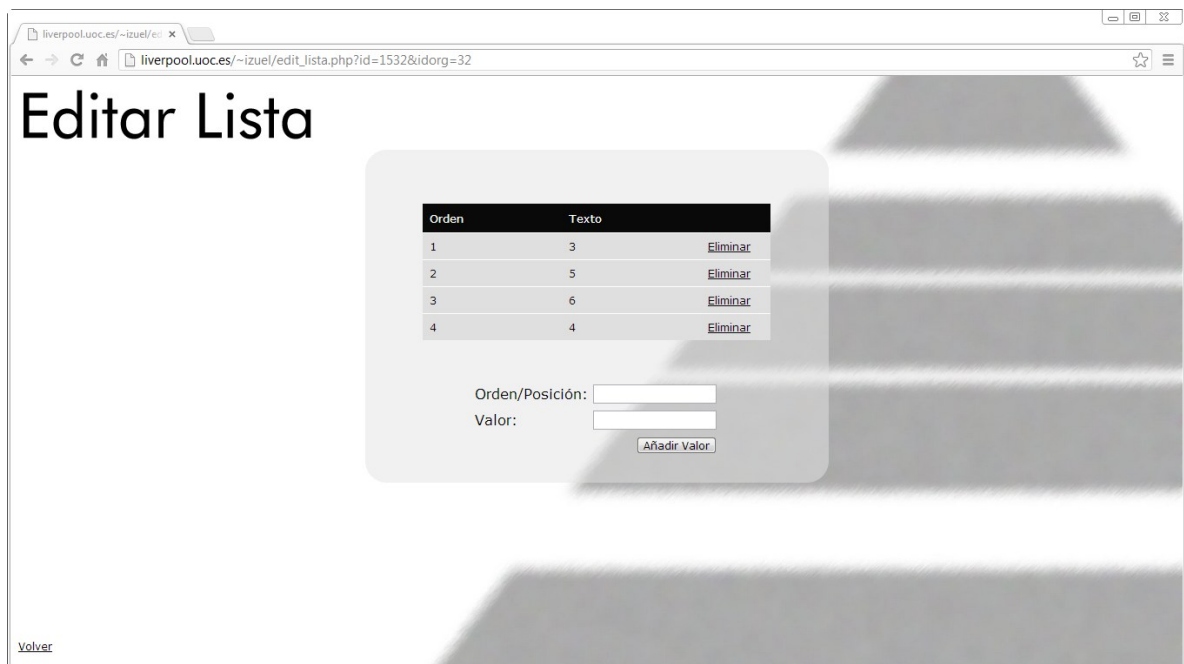 liverpool.uoc.es/~izuel/ed
liverpool.uoc.es/~izuel/edit_lista.php?id=1532&idorg=32
Editar Lista
Orden Texto
1 3 Eliminar
2 5 Eliminar
3 6 Eliminar
4 4 Eliminar
Orden/Posición:
Valor:
Añadir Valor
Volver